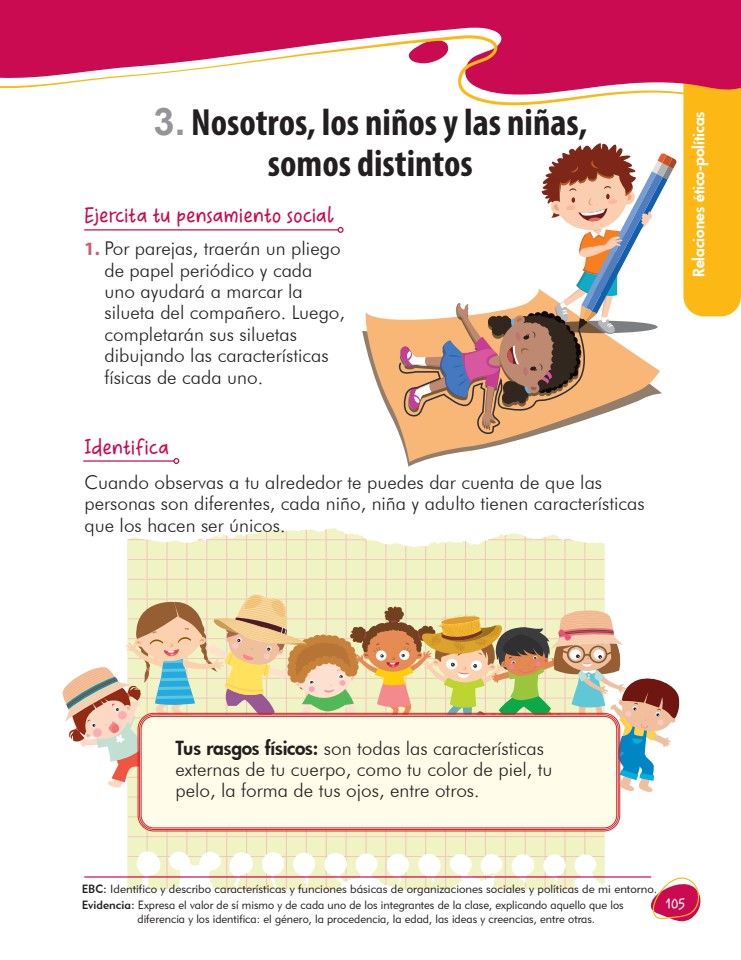 3. Nosotros, los niños y las niñas,
somos distintos
Relaciones ético-políticas
Ejercita tu pensamiento social
1. Por parejas, traerán un pliego
de papel periódico y cada
uno ayudará a marcar la
silueta del compañero. Luego,
completarán sus siluetas
dibujando las características
físicas de cada uno.
Identifica
Cuando observas a tu alrededor te puedes dar cuenta de que las
personas son diferentes, cada niño, niña y adulto tienen características
que los hacen ser únicos.
Tus rasgos físicos: son todas las características
externas de tu cuerpo, como tu color de piel, tu
pelo, la forma de tus ojos, entre otros.
EBC: Identifico y describo características y funciones básicas de organizaciones sociales y políticas de mi entorno.
Evidencia: Expresa el valor de sí mismo y de cada uno de los integrantes de la clase, explicando aquello que los
diferencia y los identifica: el género, la procedencia, la edad, las ideas y creencias, entre otras.
105